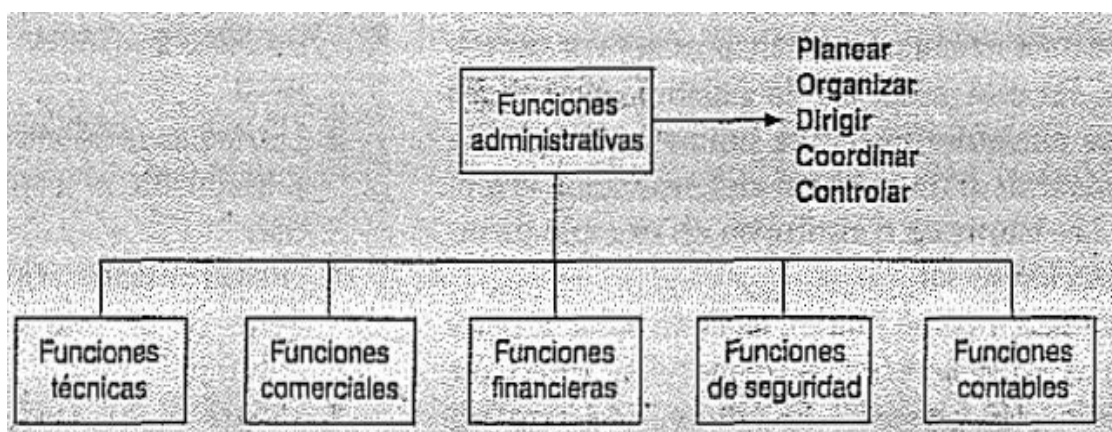 Planear
Organizar
Dirigir
Coordinar
Controlar
Funciones
administrativas
Funciones
técnicas
Funciones
comerciales
Funciones
financieras
Funciones
de seguridad
Funciones
contables